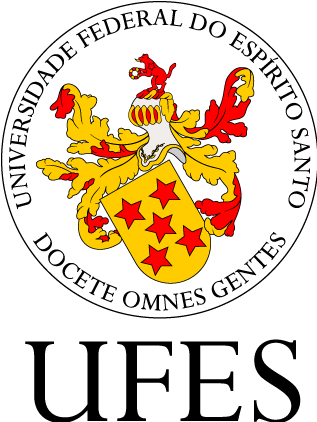 UNIVERSIDADE FEDERAL DO ESPÍRITO SANTO
DOCETE OMNES GENTES
UFES